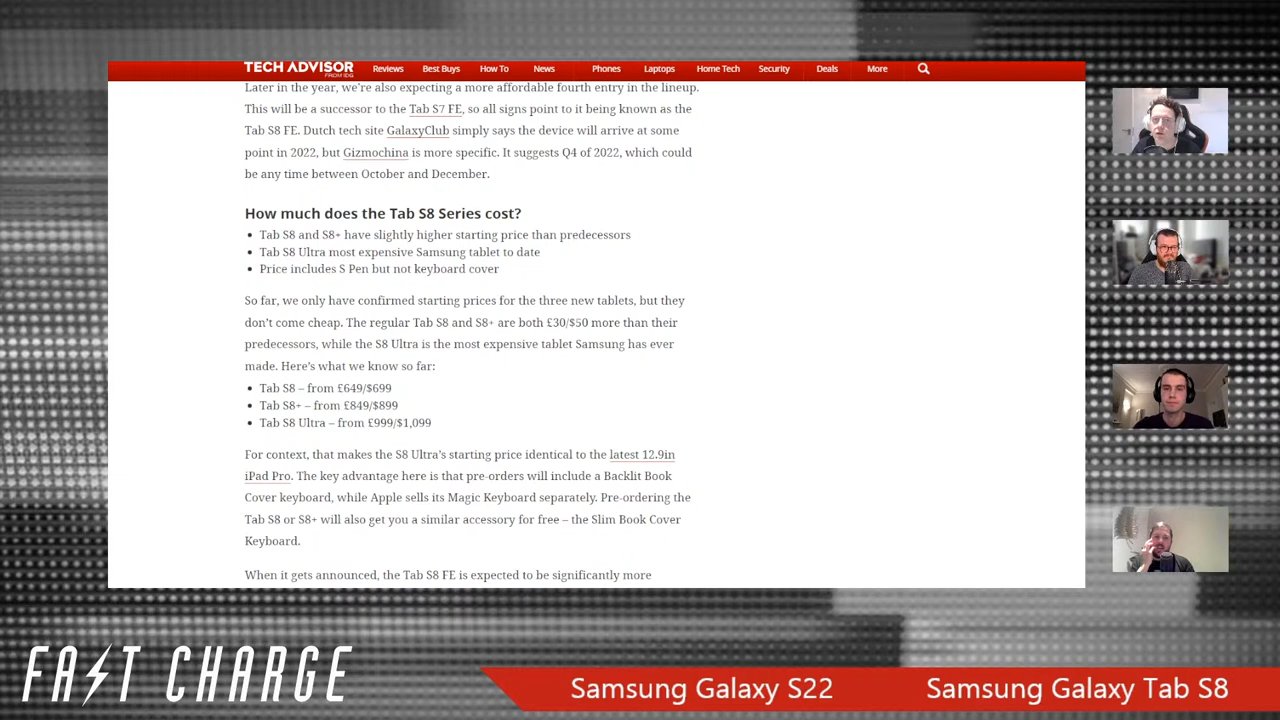 TECH ADVISOR
FROM IDG
Reviews Best Buys How To News Phones Laptops Home Tech Security Deals More
Later in the year, we're also expecting a more affordable fourth entry in the lineup.
This will be a successor to the Tab S7 FE, so all signs point to it being known as the
Tab S8 FE. Dutch tech site GalaxyClub simply says the device will arrive at some
point in 2022, but Gizmochina is more specific. It suggests Q4 of 2022, which could
be any time between October and December.
How much does the Tab S8 Series cost?
• Tab S8 and S8+ have slightly higher starting price than predecessors
• Tab S8 Ultra most expensive Samsung tablet to date
• Price includes S Pen but not keyboard cover
So far, we only have confirmed starting prices for the three new tablets, but they
don't come cheap. The regular Tab S8 and S8+ are both £30/$50 more than their
predecessors, while the S8 Ultra is the most expensive tablet Samsung has ever
made. Here's what we know so far:
• Tab S8 – from £649/$699
• Tab S8+ – from £849/$899
• Tab S8 Ultra – from £999/$1,099
For context, that makes the S8 Ultra's starting price identical to the latest 12.9in
iPad Pro. The key advantage here is that pre-orders will include a Backlit Book
Cover keyboard, while Apple sells its Magic Keyboard separately. Pre-ordering the
Tab S8 or S8+ will also get you a similar accessory for free – the Slim Book Cover
Keyboard.
When it gets announced, the Tab S8 FE is expected to be significantly more
FAST CHARGE
Samsung Galaxy S22 Samsung Galaxy Tab S8